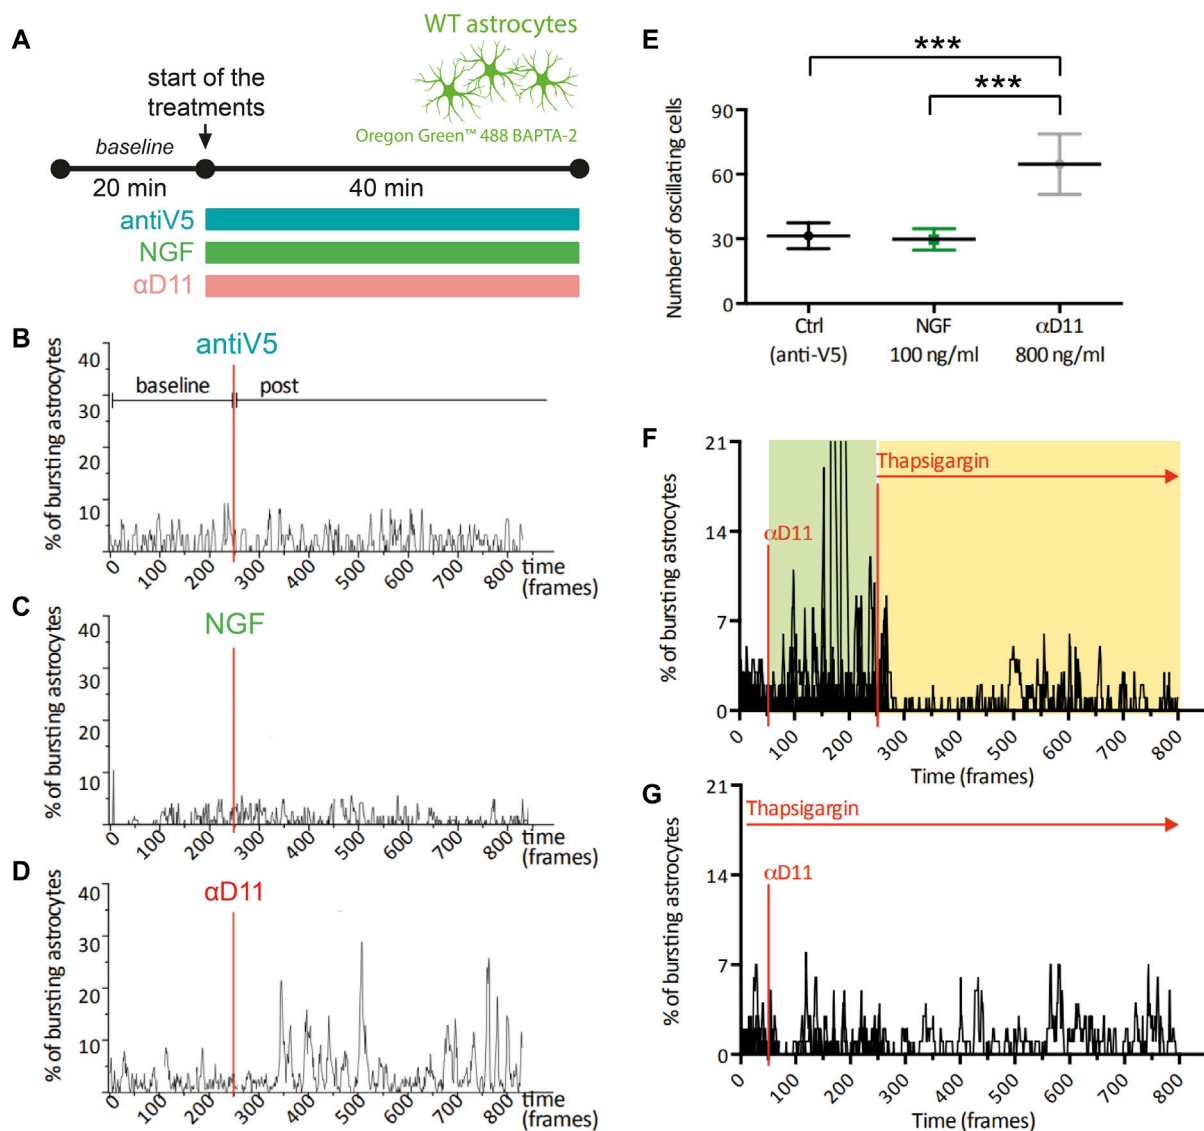 A
WT astrocytes
start of the
treatments
Oregon Green™ 488 BAPTA-2
baseline
20 min
40 min
antiV5
NGF
αD11
B
antiV5
% of bursting astrocytes
40
30
20
10
baseline
post
0
100
200
300
400
500
600
700
800
time
(frames)
C
NGF
% of bursting astrocytes
40
30
20
10
0
100
200
300
400
500
600
700
800
time
(frames)
D
αD11
% of bursting astrocytes
40
30
20
10
0
100
200
300
400
500
600
700
800
time
(frames)
E
***
***
Number of oscillating cells
90
60
30
0
Ctrl
(anti-V5)
NGF
100 ng/ml
αD11
800 ng/ml
F
% of bursting astrocytes
21
14
7
0
Thapsigargin
αD11
0
100
200
300
400
500
600
700
800
Time (frames)
G
% of bursting astrocytes
21
14
7
0
Thapsigargin
αD11
0
100
200
300
400
500
600
700
800
Time (frames)